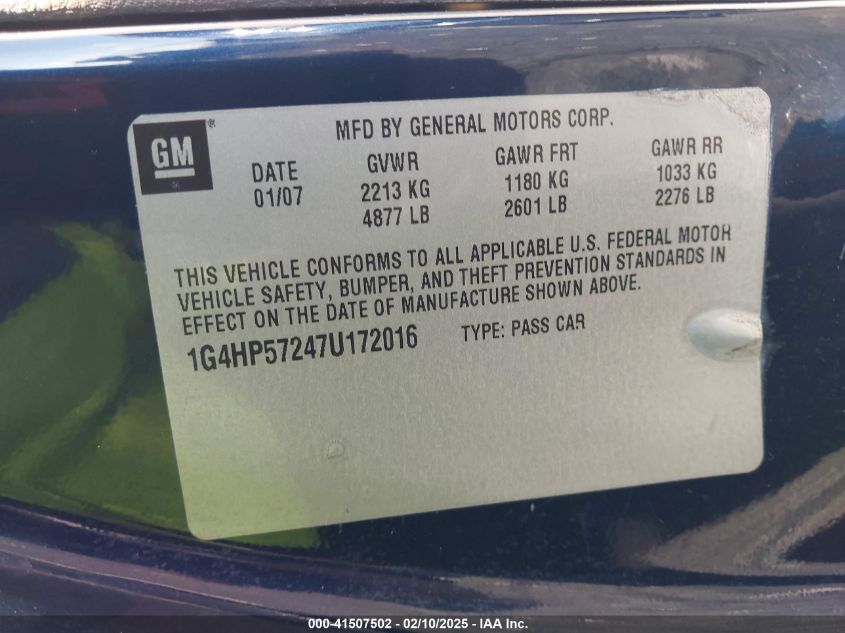 GM®
MFD BY GENERAL MOTORS CORP.
DATE GVWR GAWR FRT GAWR RR
01/07 2213 KG 1180 KG 1033 KG
4877 LB 2601 LB 2276 LB
THIS VEHICLE CONFORMS TO ALL APPLICABLE U.S. FEDERAL MOTOR
VEHICLE SAFETY, BUMPER, AND THEFT PREVENTION STANDARDS IN
EFFECT ON THE DATE OF MANUFACTURE SHOWN ABOVE.
1G4HP57247U172016 TYPE: PASS CAR
000-41507502 - 02/10/2025 - IAA Inc.